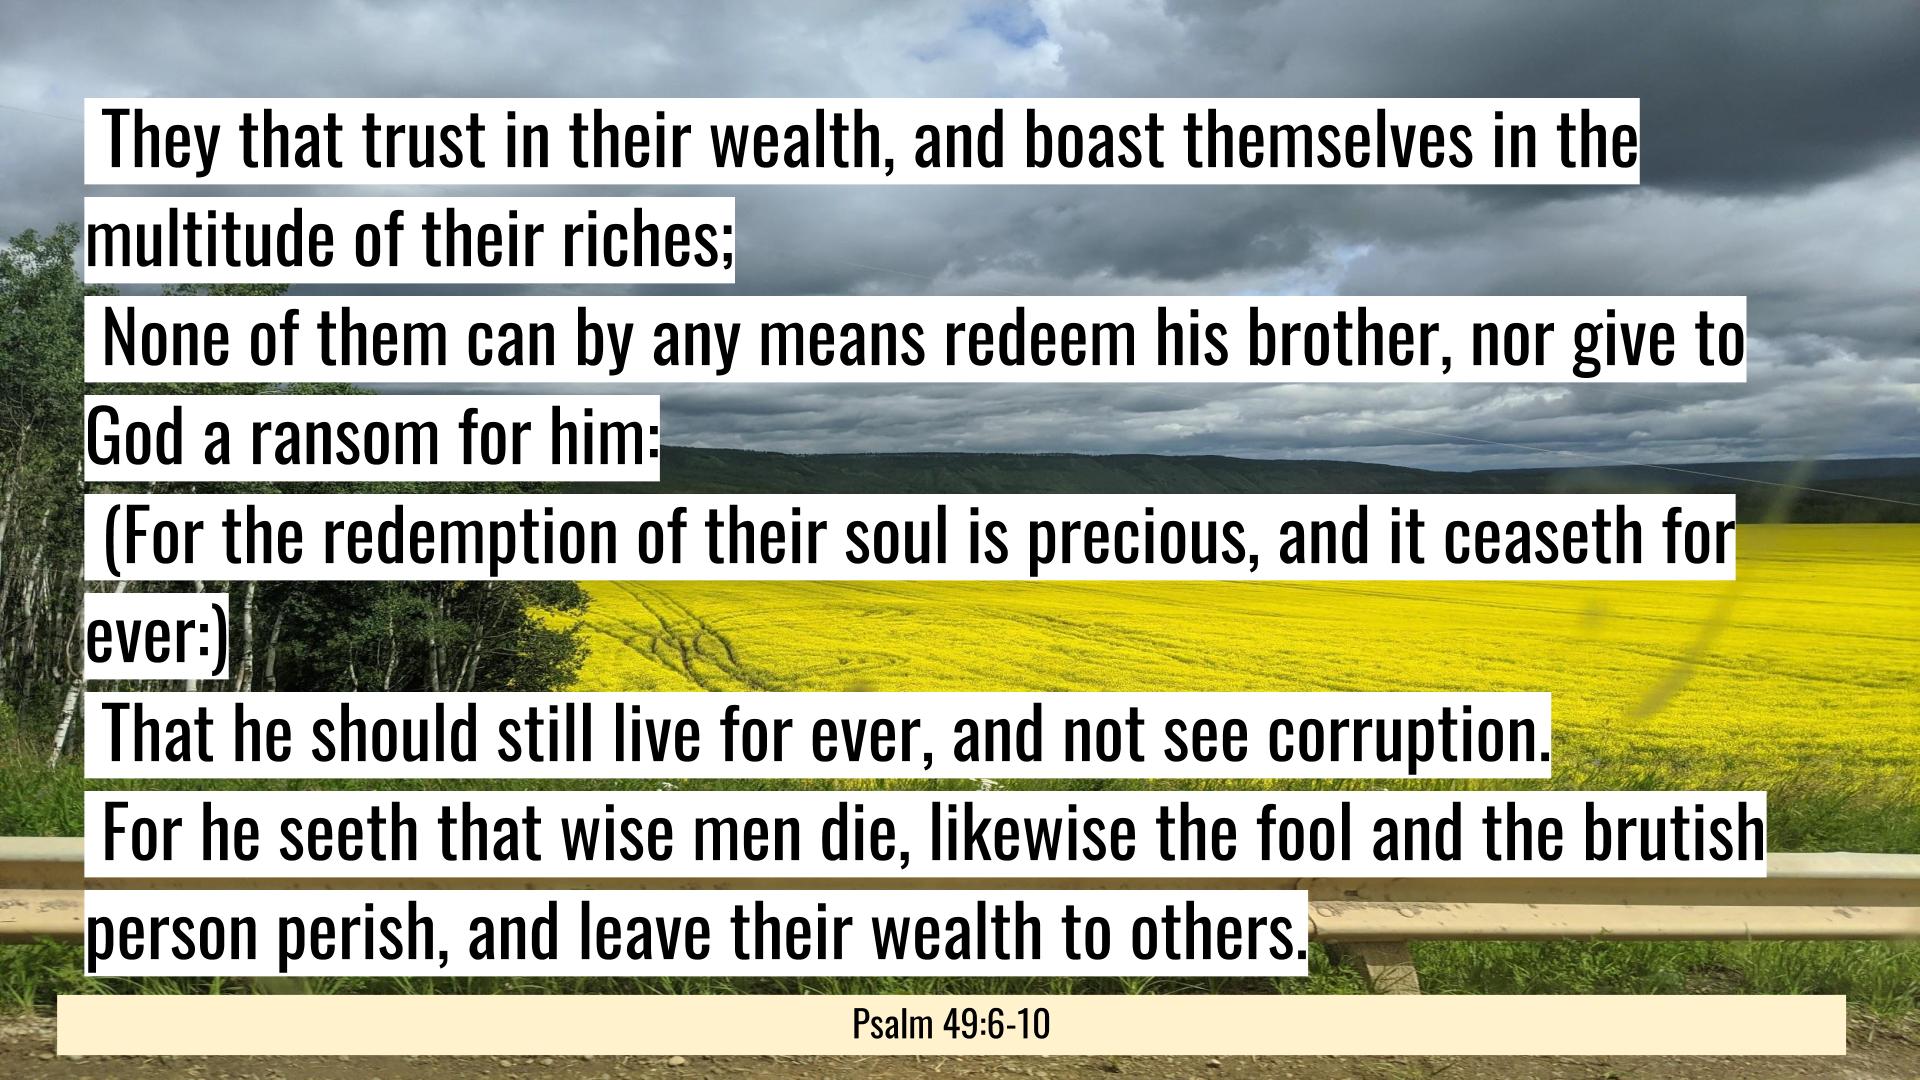 They that trust in their wealth, and boast themselves in the
multitude of their riches;
None of them can by any means redeem his brother, nor give to
God a ransom for him:
(For the redemption of their soul is precious, and it ceaseth for
ever:)
That he should still live for ever, and not see corruption.
For he seeth that wise men die, likewise the fool and the brutish
person perish, and leave their wealth to others.
Psalm 49:6-10